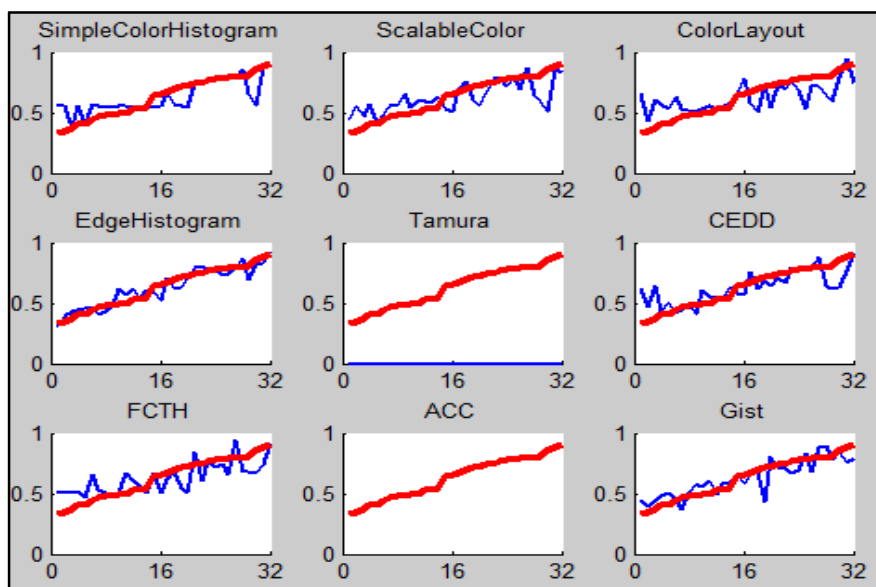 SimpleColorHistogram ScalableColor ColorLayout
1 1 1
0.5 0.5 0.5
0 0 0
0 16 32 0 16 32 0 16 32
EdgeHistogram Tamura CEDD
1 1 1
0.5 0.5 0.5
0 0 0
0 16 32 0 16 32 0 16 32
FCTH ACC Gist
1 1 1
0.5 0.5 0.5
0 0 0
0 16 32 0 16 32 0 16 32